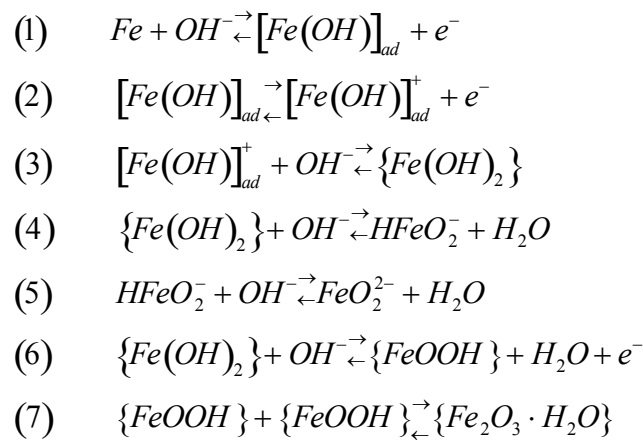 (1) Fe + OH⁻ ⇄ [Fe(OH)]ₐd + e⁻
(2) [Fe(OH)]ₐd ⇄ [Fe(OH)]⁺ₐd + e⁻
(3) [Fe(OH)]⁺ₐd + OH⁻ ⇄ {Fe(OH)₂}
(4) {Fe(OH)₂} + OH⁻ ⇄ HFeO₂⁻ + H₂O
(5) HFeO₂⁻ + OH⁻ ⇄ FeO₂²⁻ + H₂O
(6) {Fe(OH)₂} + OH⁻ ⇄ {FeOOH} + H₂O + e⁻
(7) {FeOOH} + {FeOOH} ⇄ {Fe₂O₃ · H₂O}